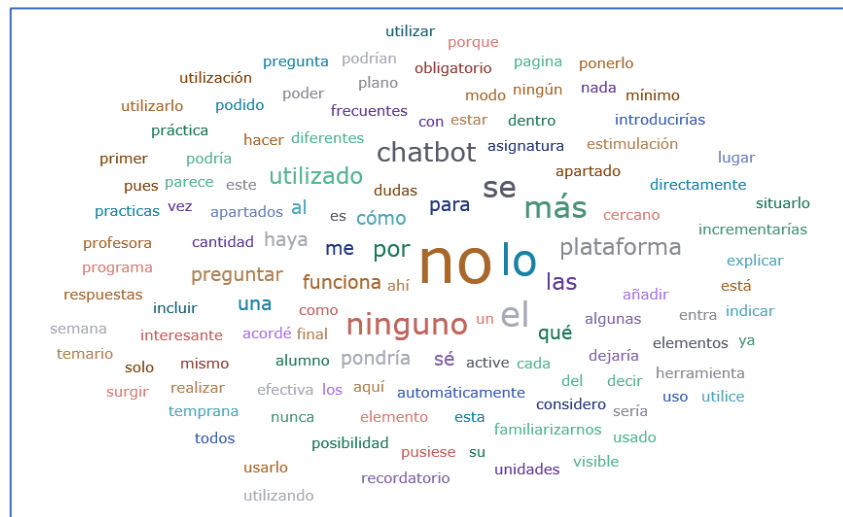 utilizar
porque
pregunta podrían pagina ponerlo
utilización obligatorio
poder plano modo ningún nada mínimo
utilizarlo podido frecuentes con estar dentro introducirías
práctica hacer diferentes chatbot asignatura estimulación
primer podría utilizado se apartado lugar
pues parece este dudas directamente
practicas vez apartados al es cómo para más cercano situarlo
profesora cantidad haya me por no lo plataforma incrementarías
programa preguntar funciona ahí las explicar
respuestas incluir una añadir está
semana interesante acordé final como ninguno un el qué algunas entra indicar
temario solo mismo alumno pondría sé active cada dejaría elementos ya
surgir realizar efectiva los aquí automáticamente del decir herramienta
temprana nunca elemento esta considero sería uso utilice
todos posibilidad pusiese su familiarizarnos usado
usarlo recordatorio unidades visible
utilizando